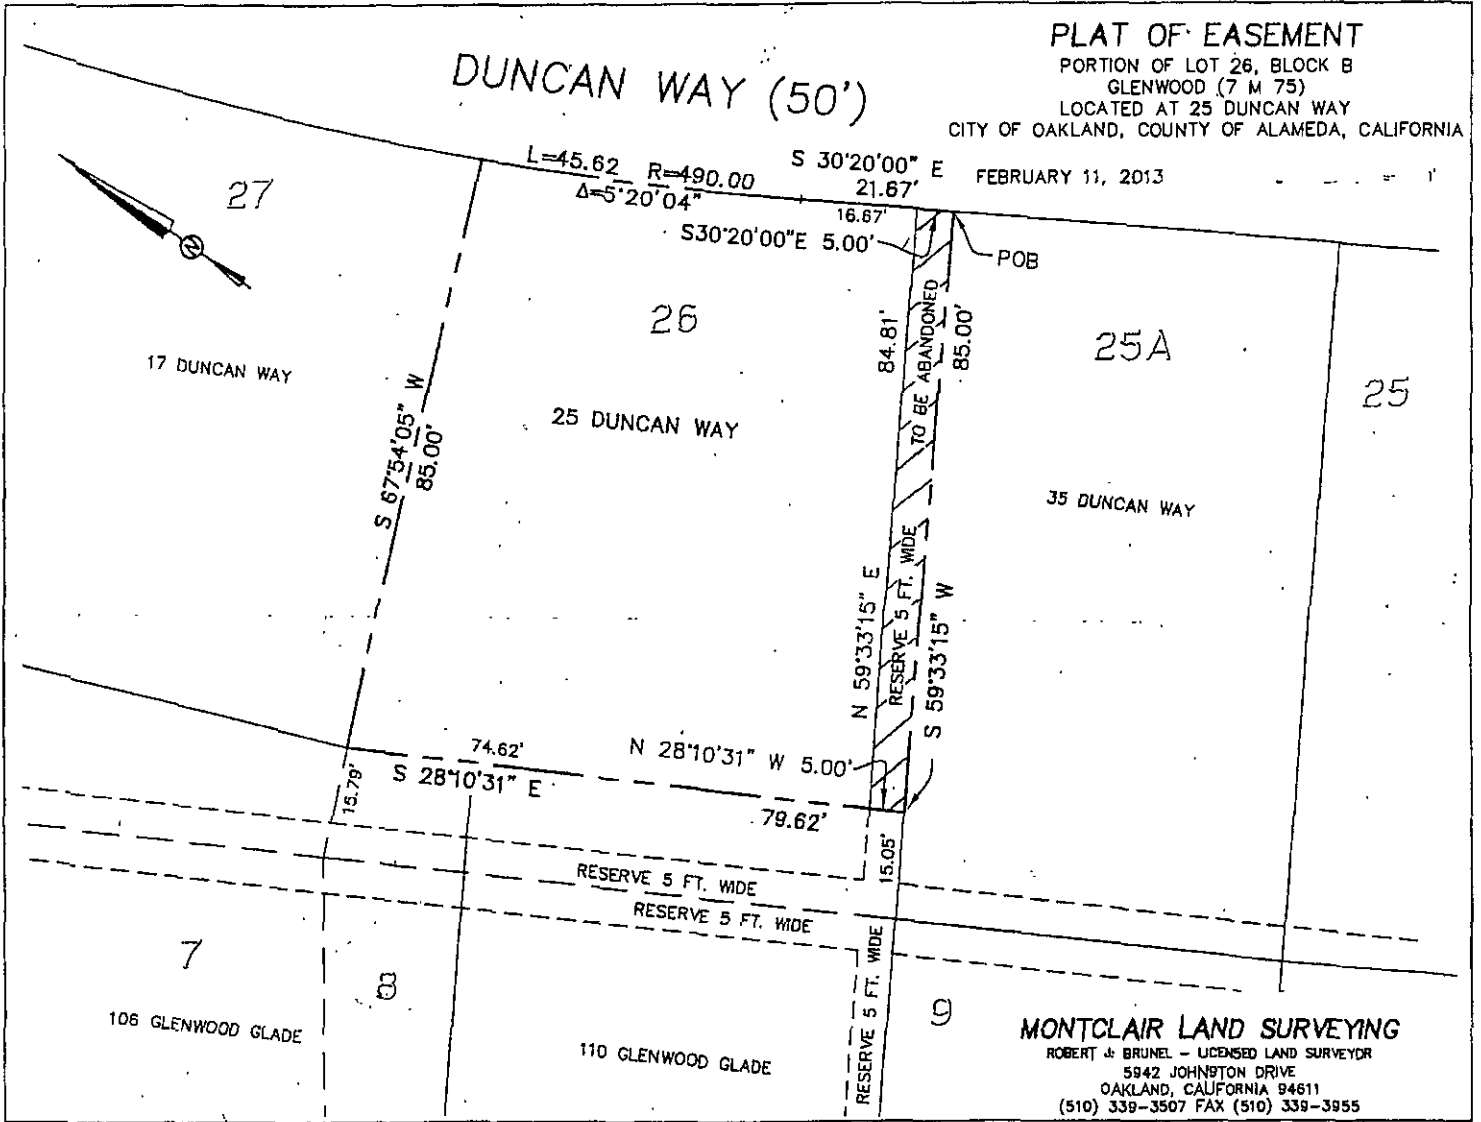 PLAT OF EASEMENT
PORTION OF LOT 26, BLOCK B
GLENWOOD (7 M 75)
LOCATED AT 25 DUNCAN WAY
CITY OF OAKLAND, COUNTY OF ALAMEDA, CALIFORNIA
FEBRUARY 11, 2013
DUNCAN WAY (50')
L=45.62 R=490.00
Δ=5°20'04"
S 30°20'00" E
21.67'
16.67'
S30°20'00"E 5.00'
POB
N
27
26
25A
25
17 DUNCAN WAY
25 DUNCAN WAY
35 DUNCAN WAY
S 67°54'05" W
85.00'
84.81'
TO BE ABANDONED
85.00'
N 59°33'15" E
RESERVE 5 FT. WIDE
S 59°33'15" W
74.62'
S 28°10'31" E
N 28°10'31" W 5.00'
79.62'
15.79'
15.05'
RESERVE 5 FT. WIDE
RESERVE 5 FT. WIDE
RESERVE 5 FT. WIDE
7
8
9
106 GLENWOOD GLADE
110 GLENWOOD GLADE
MONTCLAIR LAND SURVEYING
ROBERT J. BRUNEL - LICENSED LAND SURVEYOR
5942 JOHNSTON DRIVE
OAKLAND, CALIFORNIA 94611
(510) 339-3507 FAX (510) 339-3955